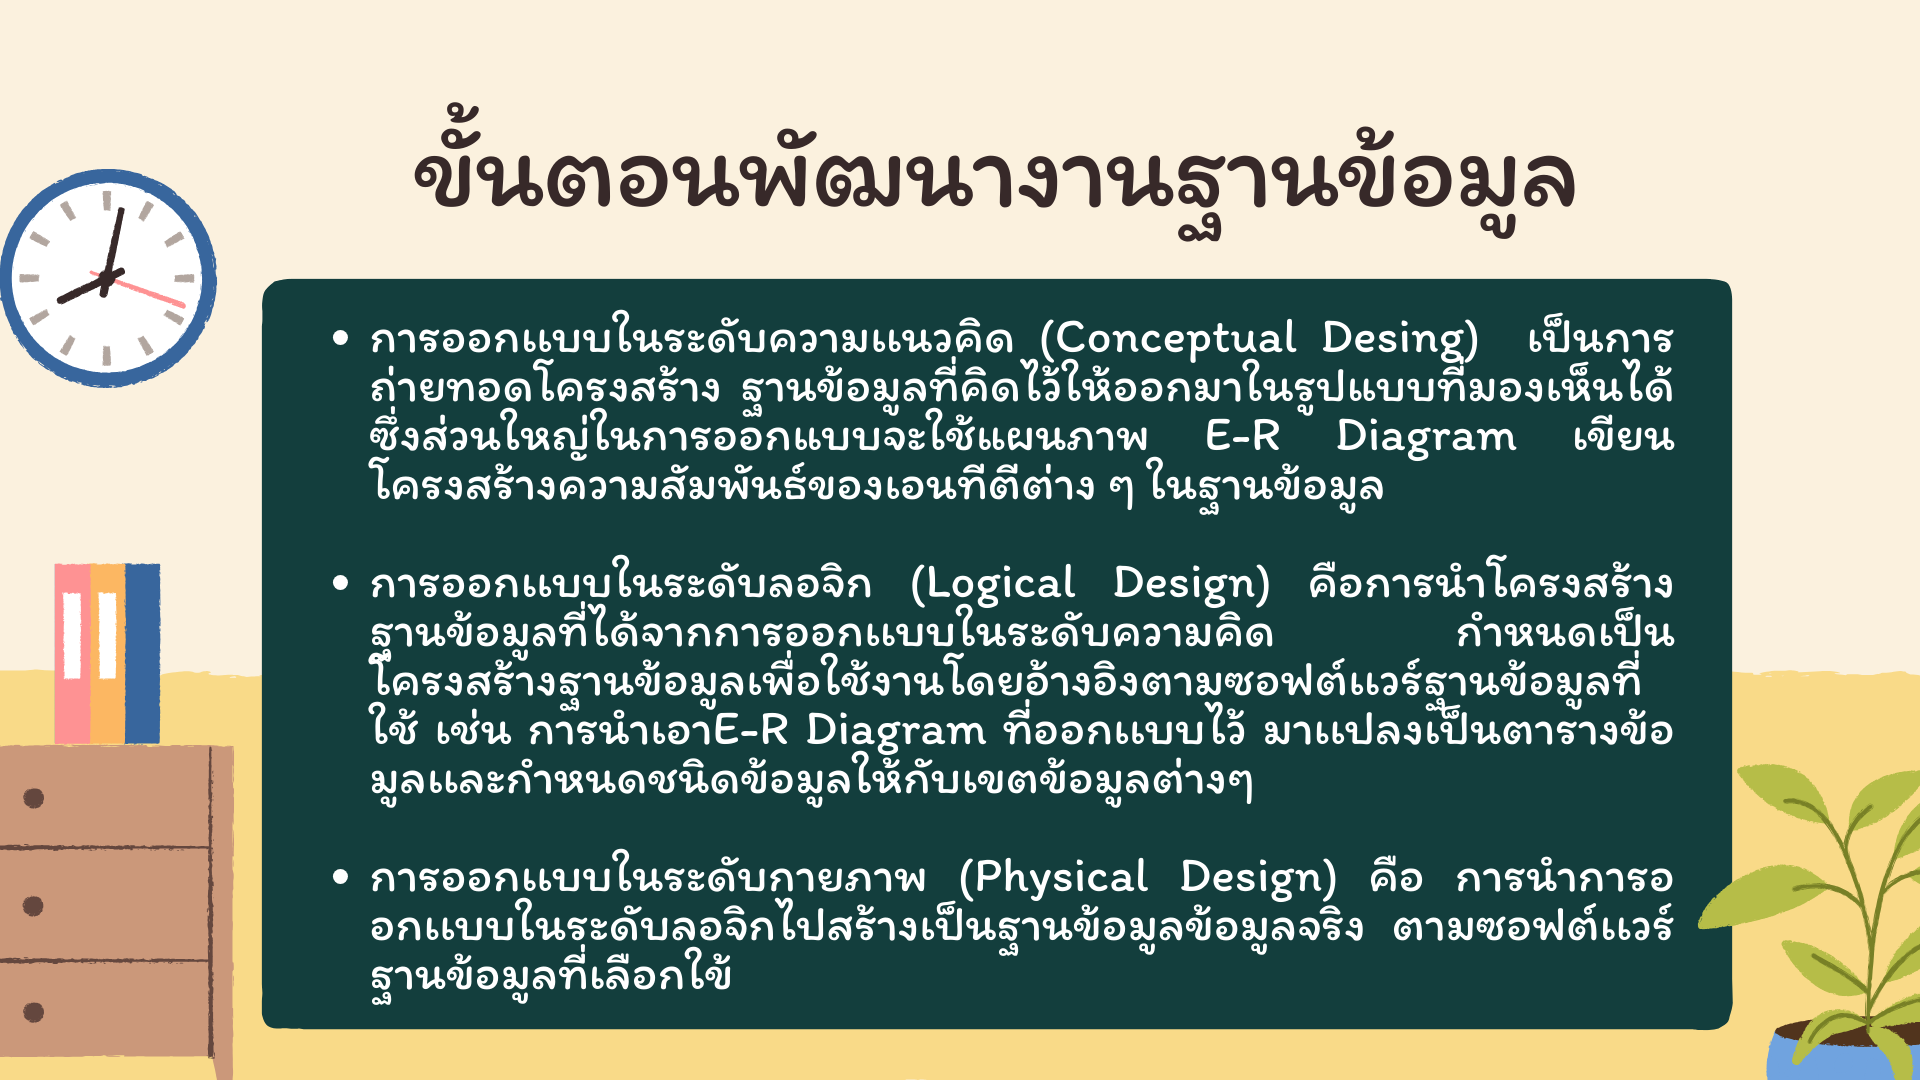 ขั้นตอนพัฒนางานฐานข้อมูล
• การออกแบบในระดับความแนวคิด (Conceptual Desing) เป็นการ
ถ่ายทอดโครงสร้าง ฐานข้อมูลที่คิดไว้ให้ออกมาในรูปแบบที่มองเห็นได้
ซึ่งส่วนใหญ่ในการออกแบบจะใช้แผนภาพ E-R Diagram เขียน
โครงสร้างความสัมพันธ์ของเอนทีตีต่าง ๆ ในฐานข้อมูล
• การออกแบบในระดับลอจิก (Logical Design) คือการนำโครงสร้าง
ฐานข้อมูลที่ได้จากการออกแบบในระดับความคิด กำหนดเป็น
โครงสร้างฐานข้อมูลเพื่อใช้งานโดยอ้างอิงตามซอฟต์แวร์ฐานข้อมูลที่
ใช้ เช่น การนำเอาE-R Diagram ที่ออกแบบไว้ มาแปลงเป็นตารางข้อ
มูลและกำหนดชนิดข้อมูลให้กับเขตข้อมูลต่างๆ
• การออกแบบในระดับกายภาพ (Physical Design) คือ การนำการอ
อกแบบในระดับลอจิกไปสร้างเป็นฐานข้อมูลข้อมูลจริง ตามซอฟต์แวร์
ฐานข้อมูลที่เลือกใข้